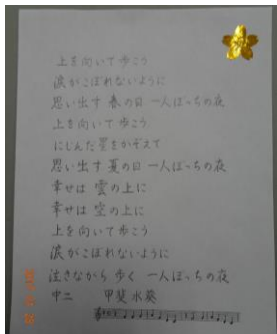 上を向いて歩こう
涙がこぼれないように
思い出す 春の日 一人ぼっちの夜
上を向いて歩こう
にじんだ星をかぞえて
思い出す 夏の日 一人ぼっちの夜
幸せは 雲の上に
幸せは 空の上に
上を向いて歩こう
涙がこぼれないように
泣きながら 歩く 一人ぼっちの夜
中二 甲斐水葵